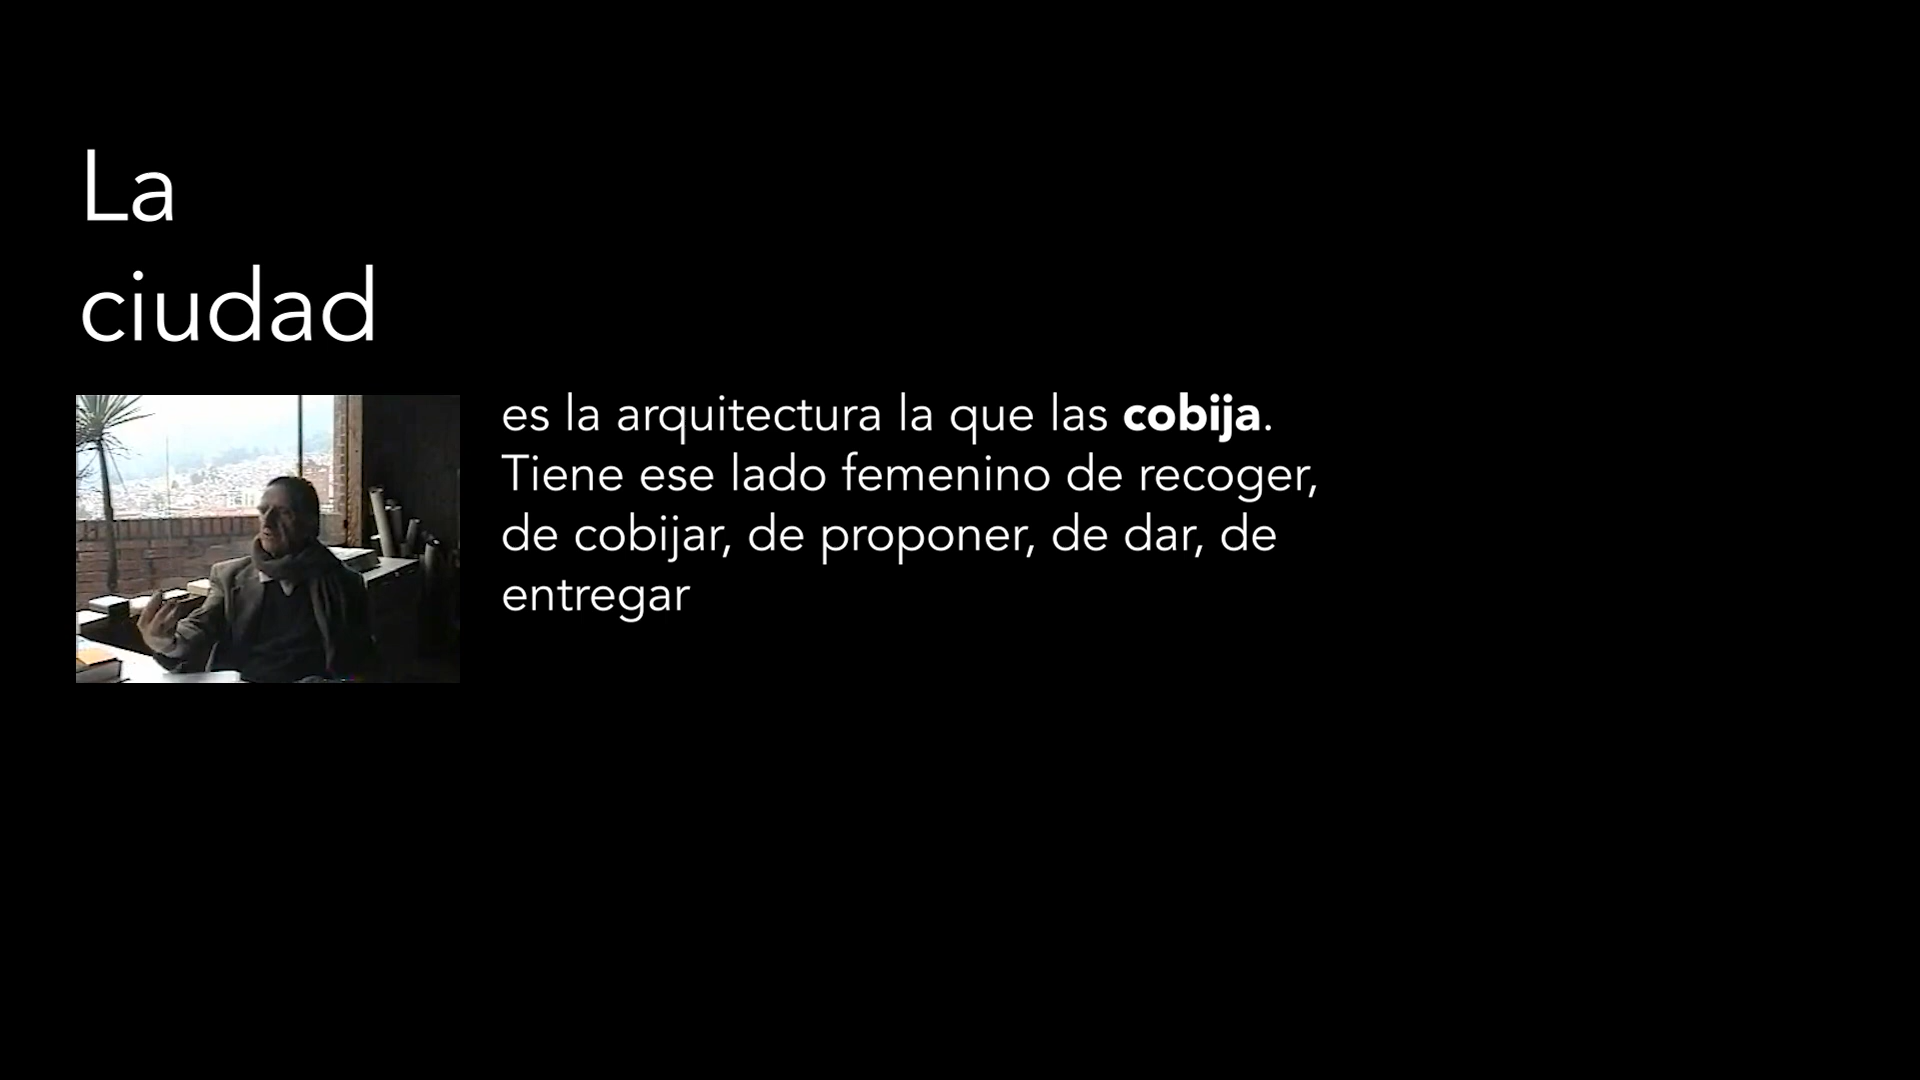 La
ciudad
es la arquitectura la que las cobija.
Tiene ese lado femenino de recoger,
de cobijar, de proponer, de dar, de
entregar